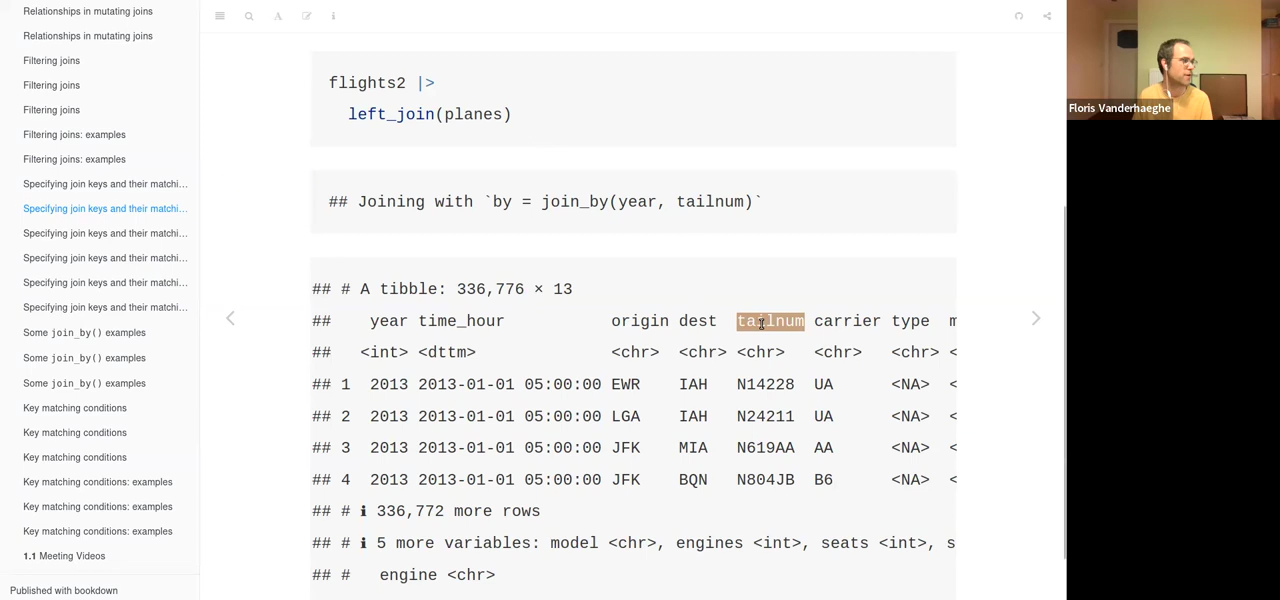 Relationships in mutating joins
Relationships in mutating joins
Filtering joins
Filtering joins
Filtering joins
Filtering joins: examples
Filtering joins: examples
Specifying join keys and their matchi…
Specifying join keys and their matchi…
Specifying join keys and their matchi…
Specifying join keys and their matchi…
Specifying join keys and their matchi…
Specifying join keys and their matchi…
Some join_by() examples
Some join_by() examples
Some join_by() examples
Key matching conditions
Key matching conditions
Key matching conditions
Key matching conditions: examples
Key matching conditions: examples
Key matching conditions: examples
1.1 Meeting Videos
Published with bookdown
flights2 |>
left_join(planes)
## Joining with `by = join_by(year, tailnum)`
## # A tibble: 336,776 × 13
## year time_hour origin dest tailnum carrier type m
## <int> <dttm> <chr> <chr> <chr> <chr> <chr> <
## 1 2013 2013-01-01 05:00:00 EWR IAH N14228 UA <NA> <
## 2 2013 2013-01-01 05:00:00 LGA IAH N24211 UA <NA> <
## 3 2013 2013-01-01 05:00:00 JFK MIA N619AA AA <NA> <
## 4 2013 2013-01-01 05:00:00 JFK BQN N804JB B6 <NA> <
## # ℹ 336,772 more rows
## # ℹ 5 more variables: model <chr>, engines <int>, seats <int>, s
## # engine <chr>
Floris Vanderhaeghe